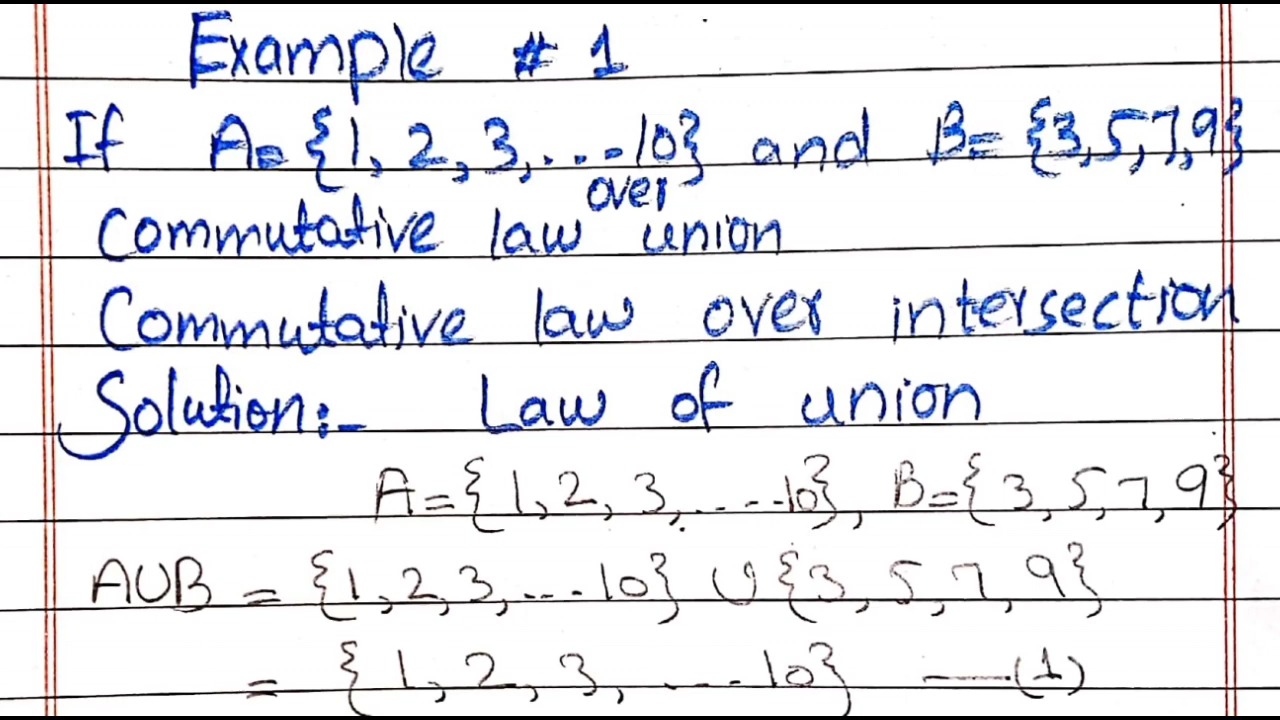 Example # 1
If A= {1, 2, 3,...-10} and B= {3,5,7,9}
Commutative law over union
Commutative law over intersection
Solution:- Law of union
A={1,2,3,...-10}, B={3,5,7,9}
AUB = {1,2,3,...-10} U {3,5,7,9}
= {1,2,3,....-10} —(1)